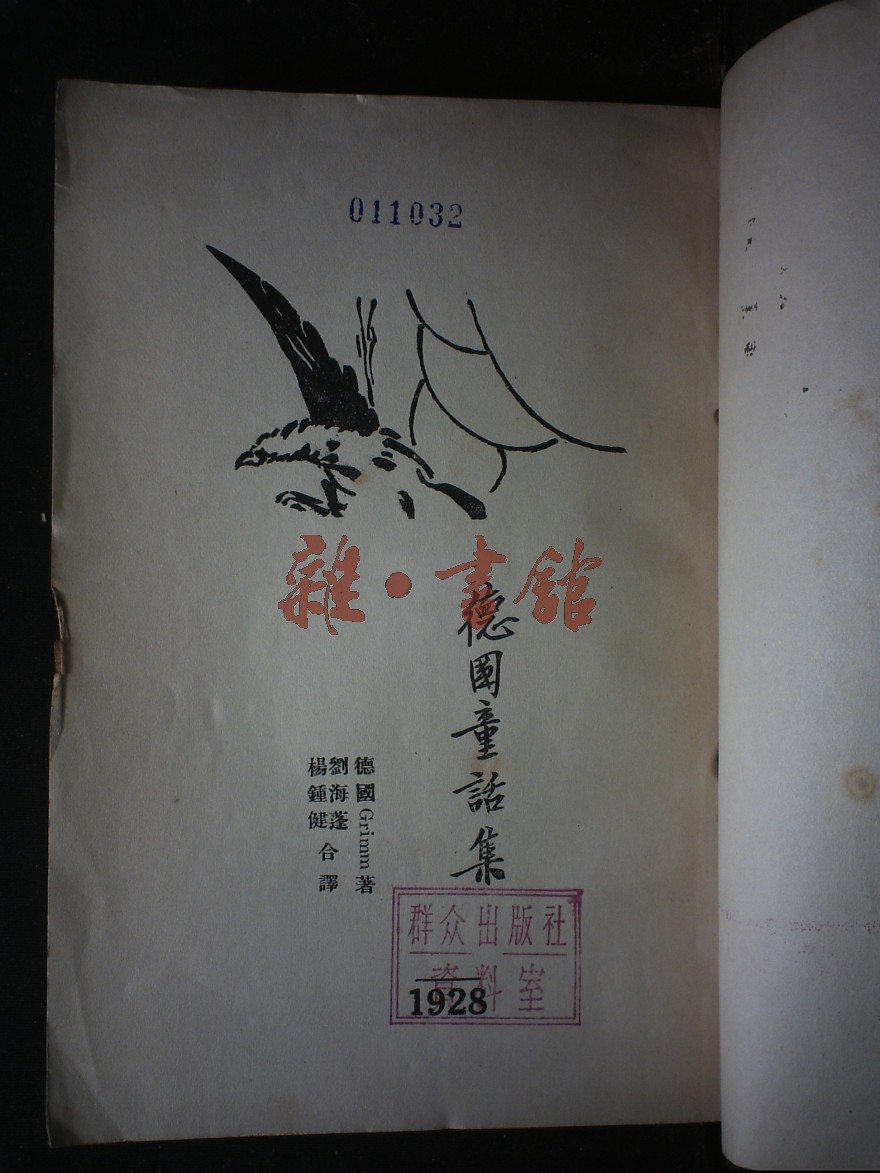 011032
雜·書館
德國童話集
德國Grimm著
劉海蓬
楊鍾健
合譯
群众出版社
資料室
1928